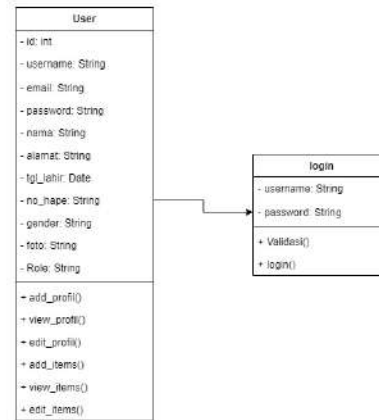 User
- id: int
- username: String
- email: String
- password: String
- nama: String
- alamat: String
- tgl_lahir: Date
- no_hape: String
- gender: String
- foto: String
- Role: String
+ add_profil()
+ view_profil()
+ edit_profil()
+ add_items()
+ view_items()
+ edit_items()
login
- username: String
- password: String
+ Validasi()
+ login()